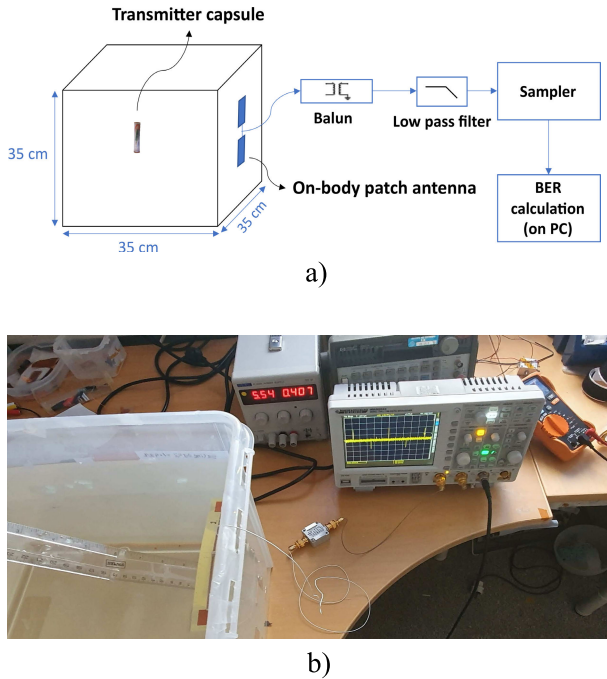 Transmitter capsule
35 cm
35 cm
35 cm
Balun
Low pass filter
Sampler
On-body patch antenna
BER
calculation
(on PC)
a)
5.54 0.407
b)